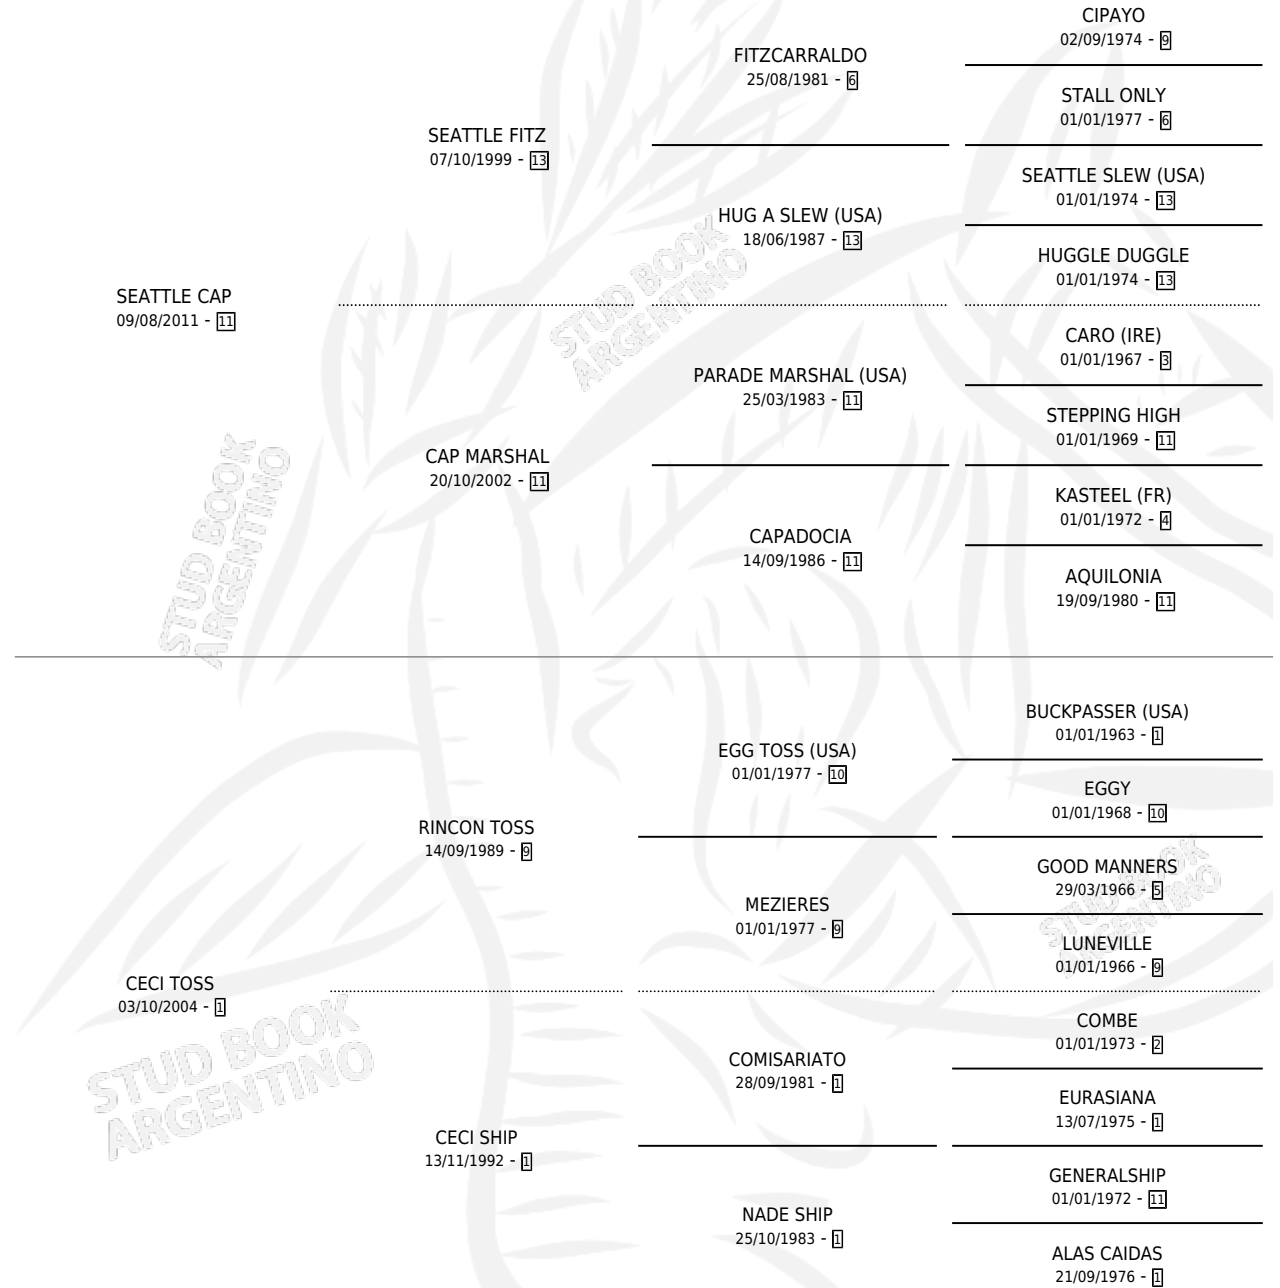 CIPAYO
02/09/1974 - 9
FITZCARRALDO
25/08/1981 - 6
STALL ONLY
01/01/1977 - 6
SEATTLE FITZ
07/10/1999 - 13
SEATTLE SLEW (USA)
01/01/1974 - 13
HUG A SLEW (USA)
18/06/1987 - 13
HUGGLE DUGGLE
01/01/1974 - 13
SEATTLE CAP
09/08/2011 - 11
CARO (IRE)
01/01/1967 - 3
PARADE MARSHAL (USA)
25/03/1983 - 11
STEPPING HIGH
01/01/1969 - 11
CAP MARSHAL
20/10/2002 - 11
KASTEEL (FR)
01/01/1972 - 4
CAPADOCIA
14/09/1986 - 11
AQUILONIA
19/09/1980 - 11
BUCKPASSER (USA)
01/01/1963 - 1
EGG TOSS (USA)
01/01/1977 - 10
EGGY
01/01/1968 - 10
RINCON TOSS
14/09/1989 - 9
GOOD MANNERS
29/03/1966 - 5
MEZIERES
01/01/1977 - 9
LUNEVILLE
01/01/1966 - 9
CECI TOSS
03/10/2004 - 1
COMBE
01/01/1973 - 2
COMISARIATO
28/09/1981 - 1
EURASIANA
13/07/1975 - 1
CECI SHIP
13/11/1992 - 1
GENERALSHIP
01/01/1972 - 11
NADE SHIP
25/10/1983 - 1
ALAS CAIDAS
21/09/1976 - 1
STUD BOOK
ARGENTINO
STUD BOOK
ARGENTINO
STUD BOOK
ARGENTINO
STUD BOOK
ARGENTINO